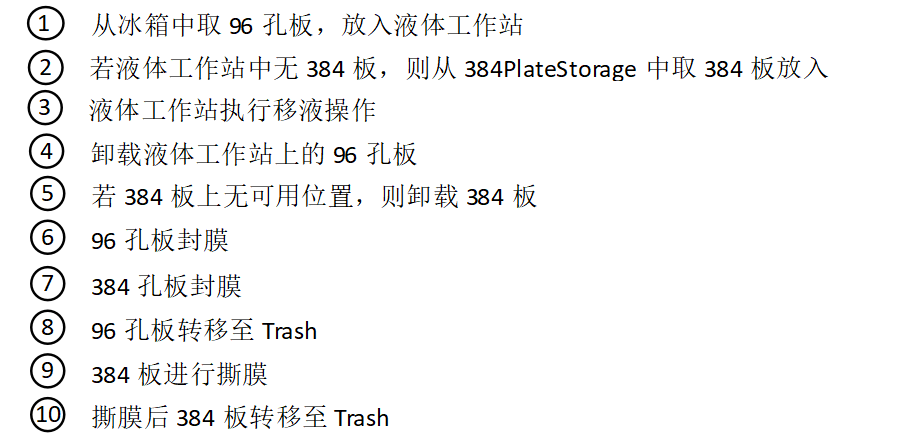 ① 从冰箱中取 96 孔板，放入液体工作站
② 若液体工作站中无 384 板，则从 384PlateStorage 中取 384 板放入
③ 液体工作站执行移液操作
④ 卸载液体工作站上的 96 孔板
⑤ 若 384 板上无可用位置，则卸载 384 板
⑥ 96 孔板封膜
⑦ 384 孔板封膜
⑧ 96 孔板转移至 Trash
⑨ 384 板进行撕膜
⑩ 撕膜后 384 板转移至 Trash